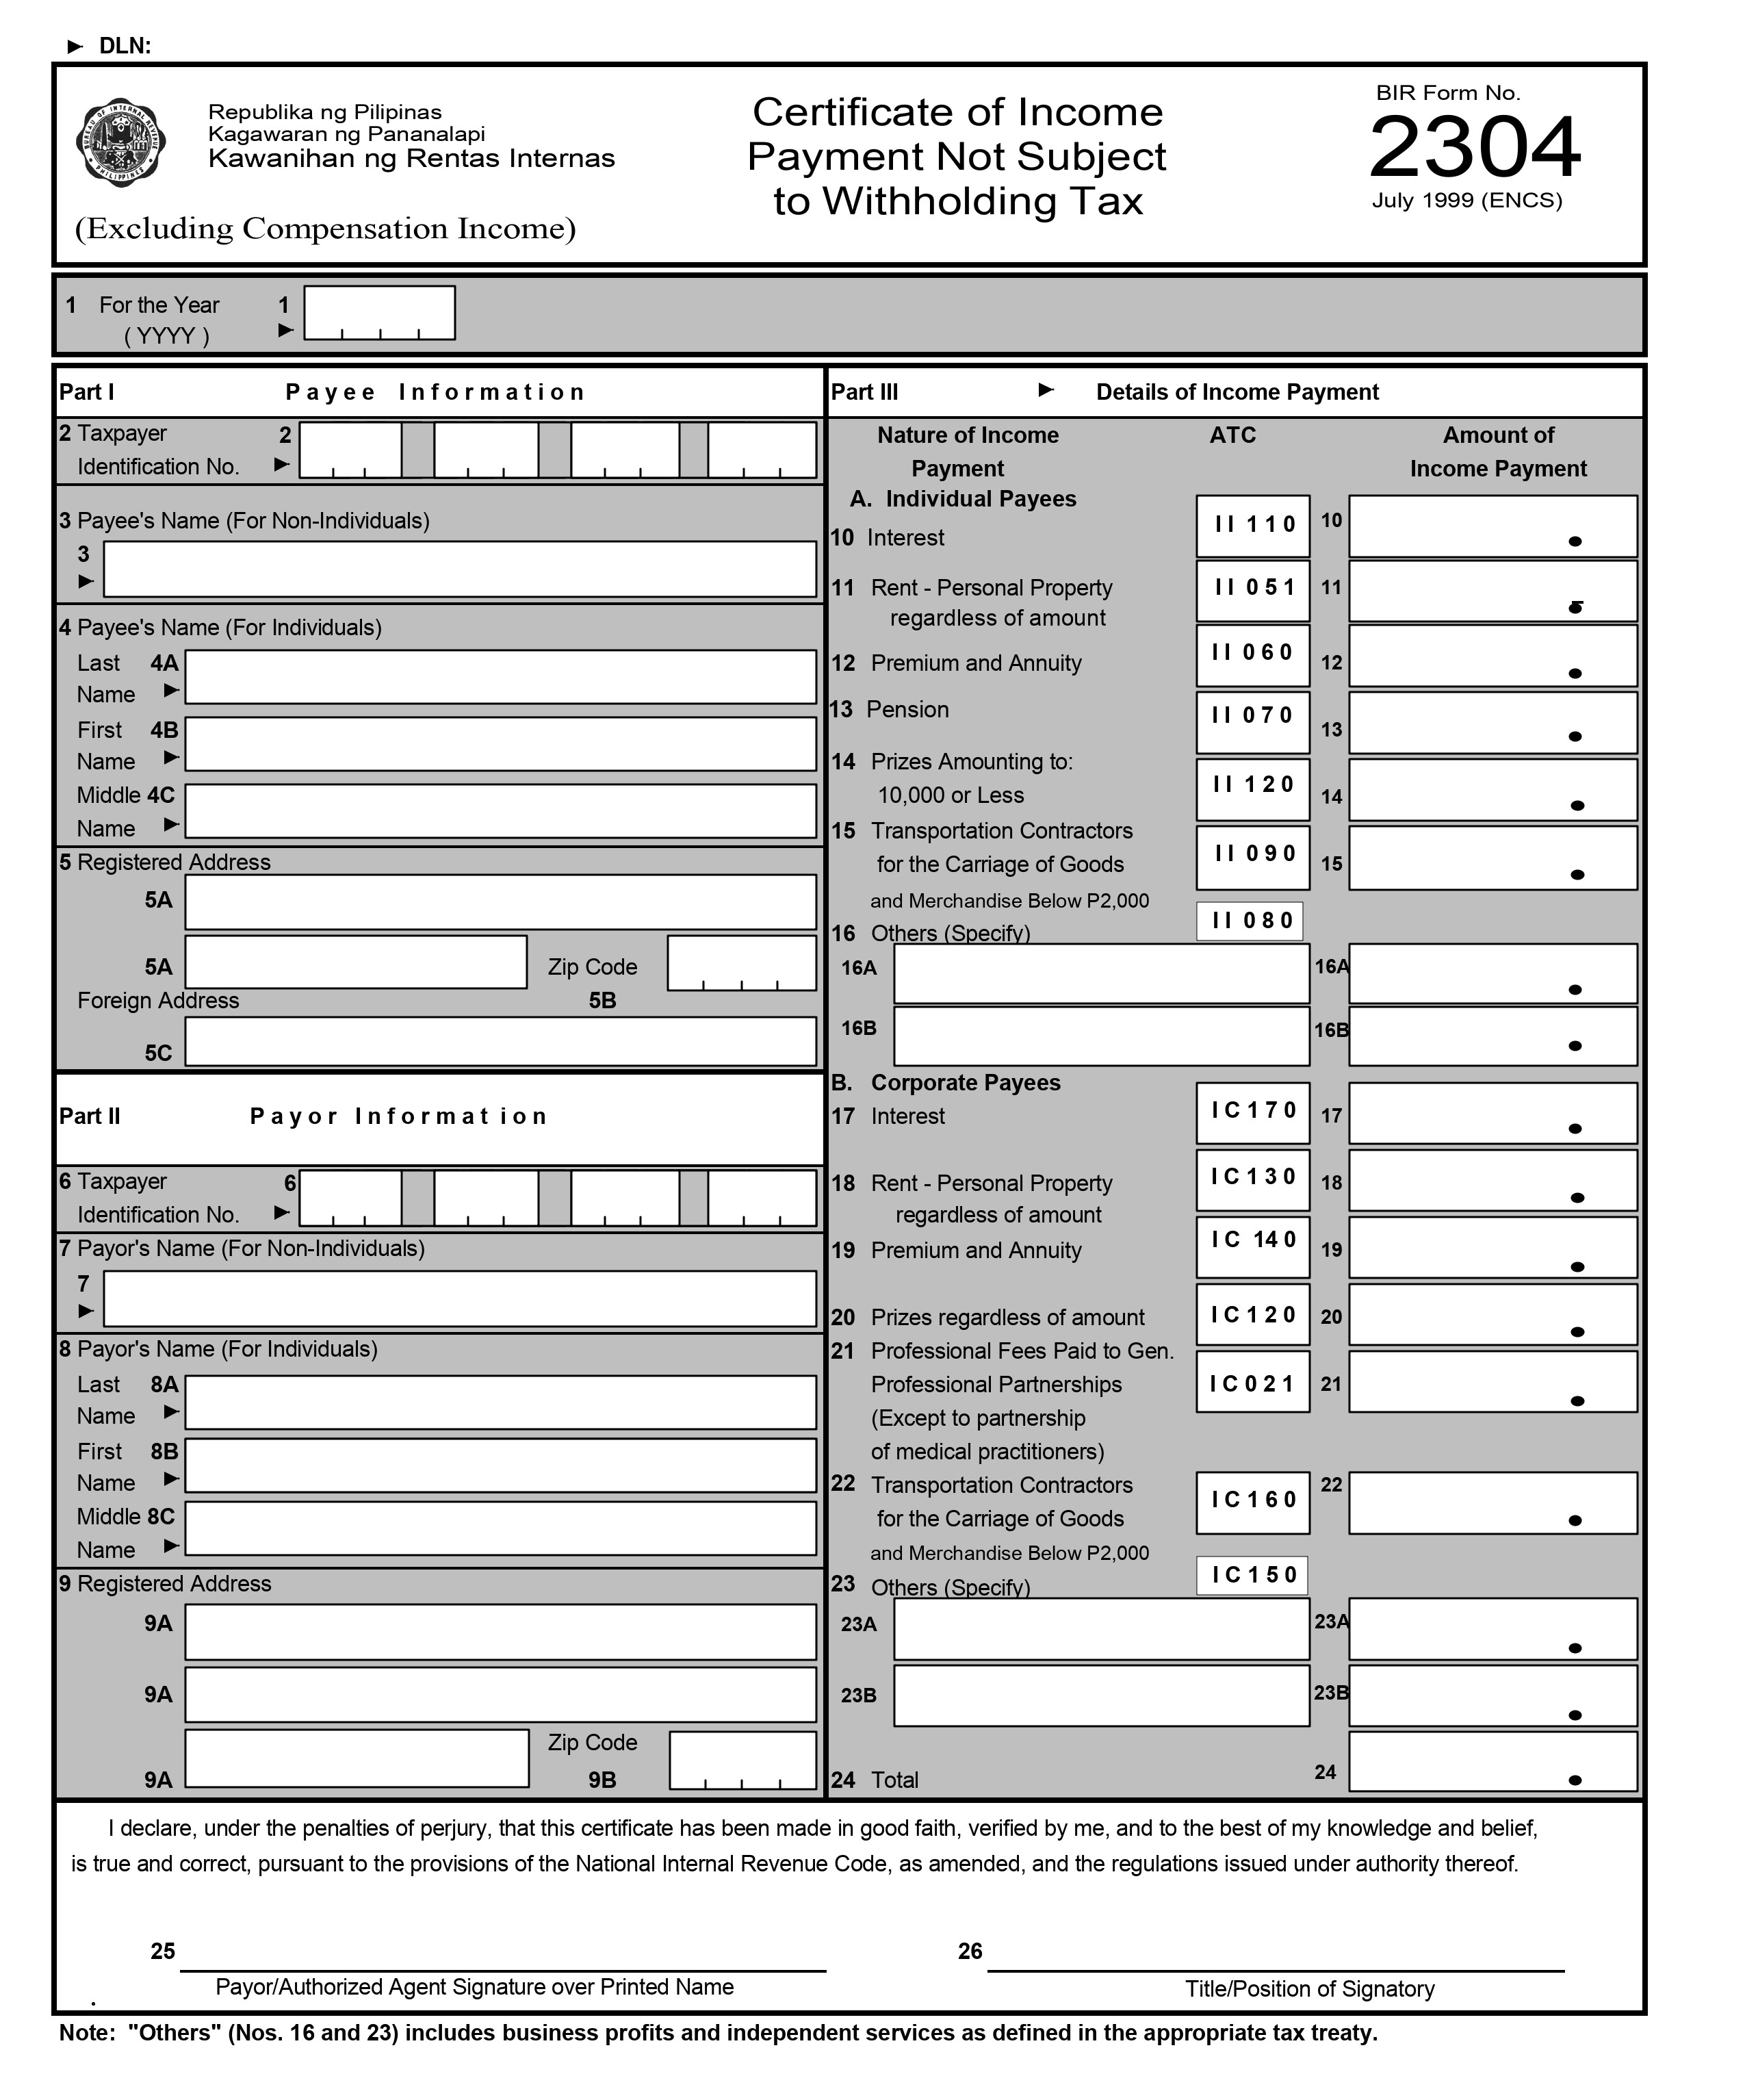 DLN:
Republika ng Pilipinas
Kagawaran ng Pananalapi
Kawanihan ng Rentas Internas
(Excluding Compensation Income)
Certificate of Income
Payment Not Subject
to Withholding Tax
BIR Form No.
2304
July 1999 (ENCS)
BUREAU OF INTERNAL REVENUE
PHILIPPINES
1 For the Year 1
( YYYY )
Part I Payee Information
2 Taxpayer 2
Identification No.
3 Payee's Name (For Non-Individuals)
3
4 Payee's Name (For Individuals)
Last 4A
Name
First 4B
Name
Middle 4C
Name
5 Registered Address
5A
5A Zip Code
Foreign Address 5B
5C
Part II Payor Information
6 Taxpayer 6
Identification No.
7 Payor's Name (For Non-Individuals)
7
8 Payor's Name (For Individuals)
Last 8A
Name
First 8B
Name
Middle 8C
Name
9 Registered Address
9A
9A
Zip Code
9A 9B
Part III Details of Income Payment
Nature of Income ATC Amount of
Payment Income Payment
A. Individual Payees
10 Interest II 110 10
11 Rent - Personal Property II 051 11
regardless of amount
12 Premium and Annuity II 060 12
13 Pension II 070 13
14 Prizes Amounting to:
10,000 or Less II 120 14
15 Transportation Contractors
for the Carriage of Goods II 090 15
and Merchandise Below P2,000
16 Others (Specify) II 080
16A 16A
16B 16B
B. Corporate Payees
17 Interest IC170 17
18 Rent - Personal Property IC130 18
regardless of amount
19 Premium and Annuity IC 140 19
20 Prizes regardless of amount IC120 20
21 Professional Fees Paid to Gen.
Professional Partnerships IC021 21
(Except to partnership
of medical practitioners)
22 Transportation Contractors IC160 22
for the Carriage of Goods
and Merchandise Below P2,000
23 Others (Specify) IC150
23A 23A
23B 23B
24 Total 24
I declare, under the penalties of perjury, that this certificate has been made in good faith, verified by me, and to the best of my knowledge and belief,
is true and correct, pursuant to the provisions of the National Internal Revenue Code, as amended, and the regulations issued under authority thereof.
25 26
Payor/Authorized Agent Signature over Printed Name Title/Position of Signatory
Note: "Others" (Nos. 16 and 23) includes business profits and independent services as defined in the appropriate tax treaty.